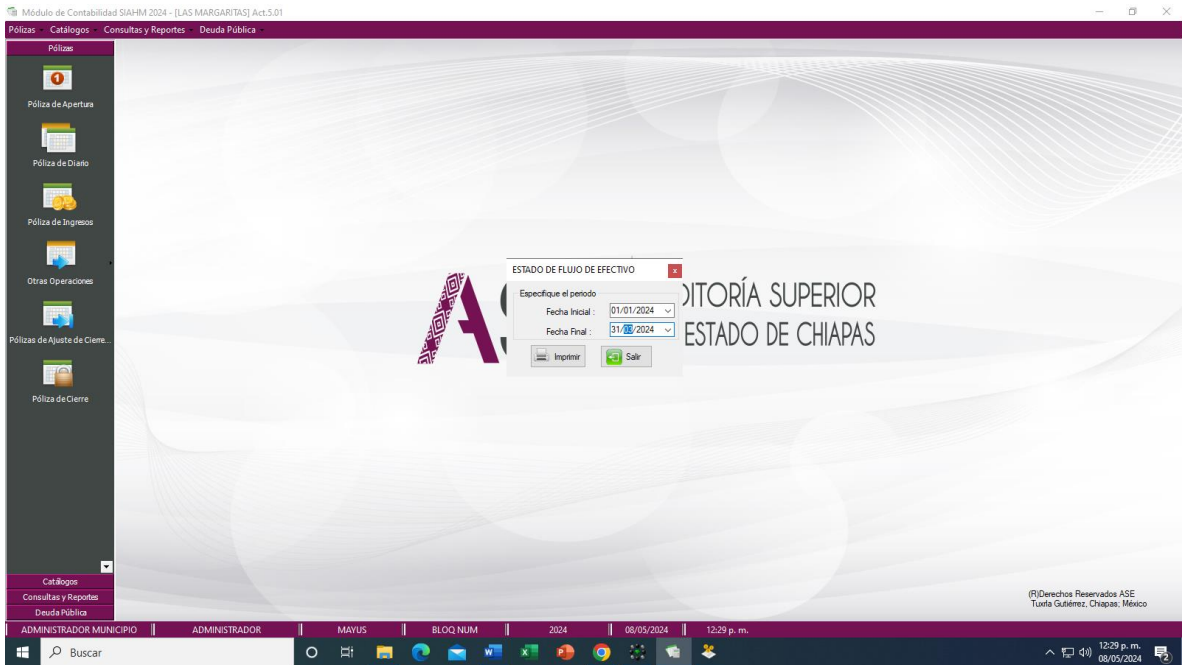 Módulo de Contabilidad SIAHM 2024 - [LAS MARGARITAS] Act.5.01
Pólizas Catálogos Consultas y Reportes Deuda Pública
Pólizas
1
Póliza de Apertura
Póliza de Diario
Póliza de Ingresos
Otras Operaciones
Pólizas de Ajuste de Cierre...
Póliza de Cierre
ESTADO DE FLUJO DE EFECTIVO
x
Especifique el periodo
Fecha Inicial : 01/01/2024
Fecha Final : 31/03/2024
Imprimir Salir
DITORÍA SUPERIOR
ESTADO DE CHIAPAS
Catálogos
Consultas y Reportes
Deuda Pública
(R)Derechos Reservados ASE
Tuxtla Gutiérrez, Chiapas; México
ADMINISTRADOR MUNICIPIO ADMINISTRADOR MAYUS BLOQ NUM 2024 08/05/2024 12:29 p. m.
Buscar
12:29 p. m.
08/05/2024
2